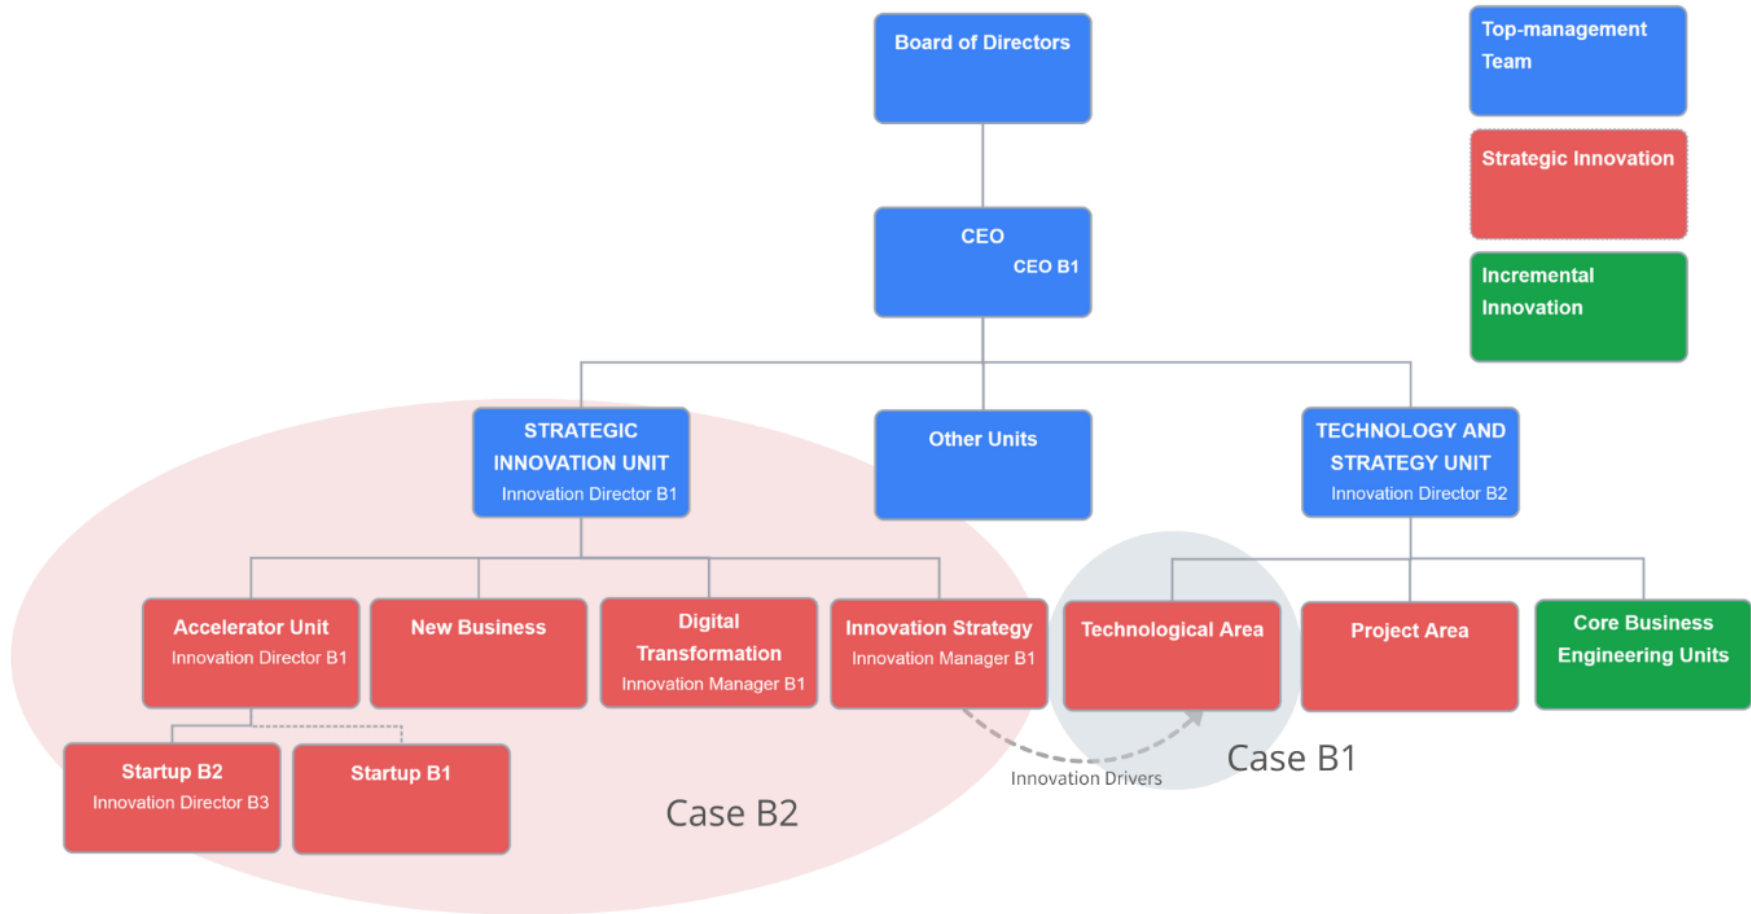 Board of Directors
Top-management
Team
Strategic Innovation
CEO
CEO B1
Incremental
Innovation
STRATEGIC
INNOVATION UNIT
Innovation Director B1
Other Units
TECHNOLOGY AND
STRATEGY UNIT
Innovation Director B2
Accelerator Unit
Innovation Director B1
New Business
Digital
Transformation
Innovation Manager B1
Innovation Strategy
Innovation Manager B1
Technological Area
Project Area
Core Business
Engineering Units
Startup B2
Innovation Director B3
Startup B1
Innovation Drivers
Case B1
Case B2